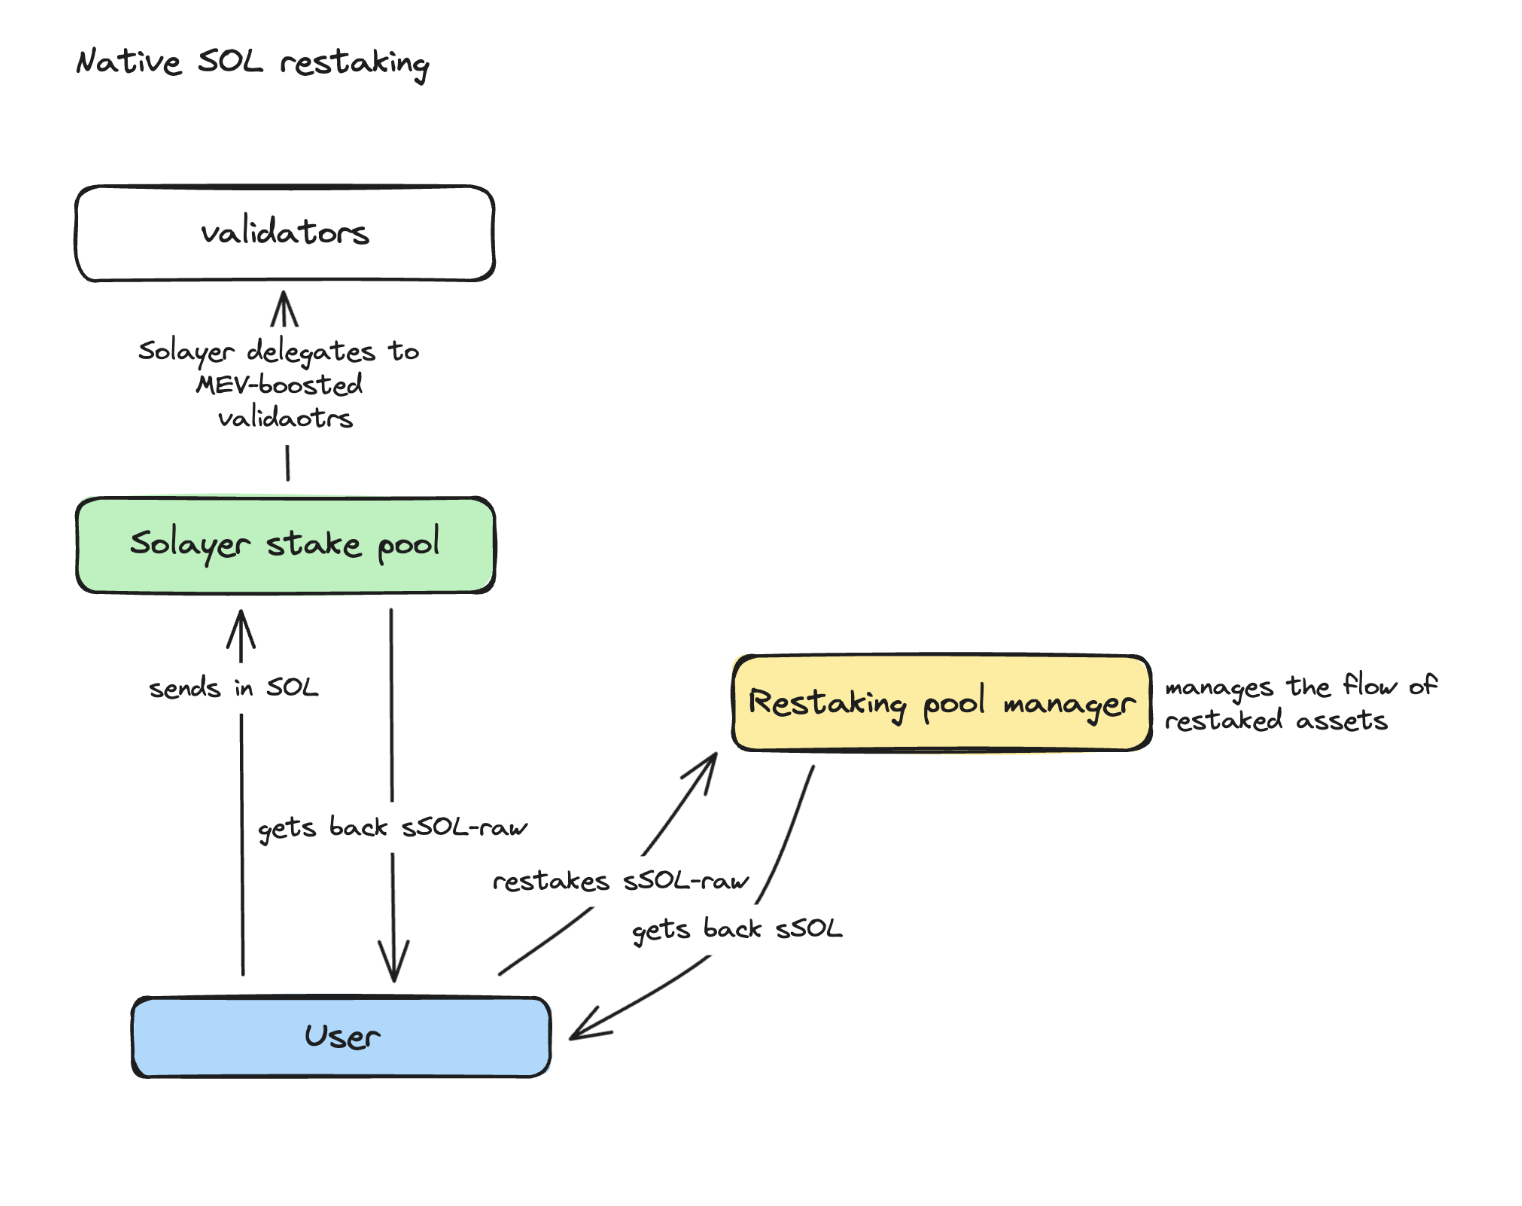 Native SOL restaking
validators
Solayer delegates to
MEV-boosted
validaotrs
Solayer stake pool
sends in SOL
Restaking pool manager
manages the flow of
restaked assets
gets back sSOL-raw
restakes sSOL-raw
gets back sSOL
User